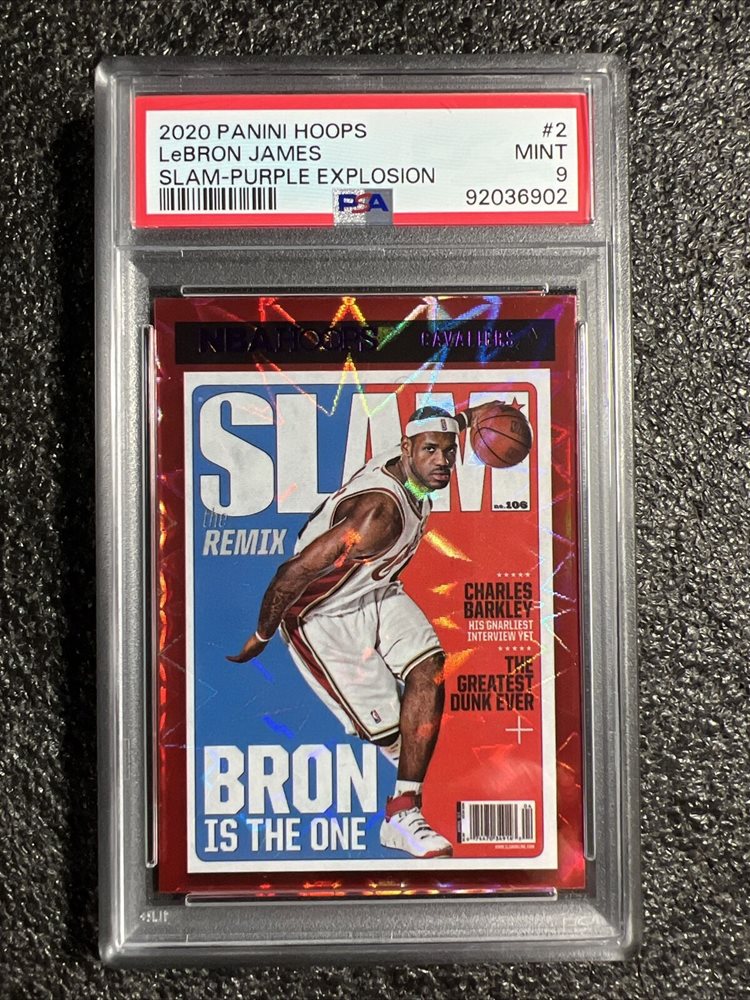 2020 PANINI HOOPS #2
LeBRON JAMES MINT
SLAM-PURPLE EXPLOSION 9
PSA 92036902
NBA HOOPS CAVALIERS
SLAM
no.106
the
REMIX
CHARLES
BARKLEY
HIS GNARLIEST
INTERVIEW YET
THE
GREATEST
DUNK EVER
BRON
IS THE ONE